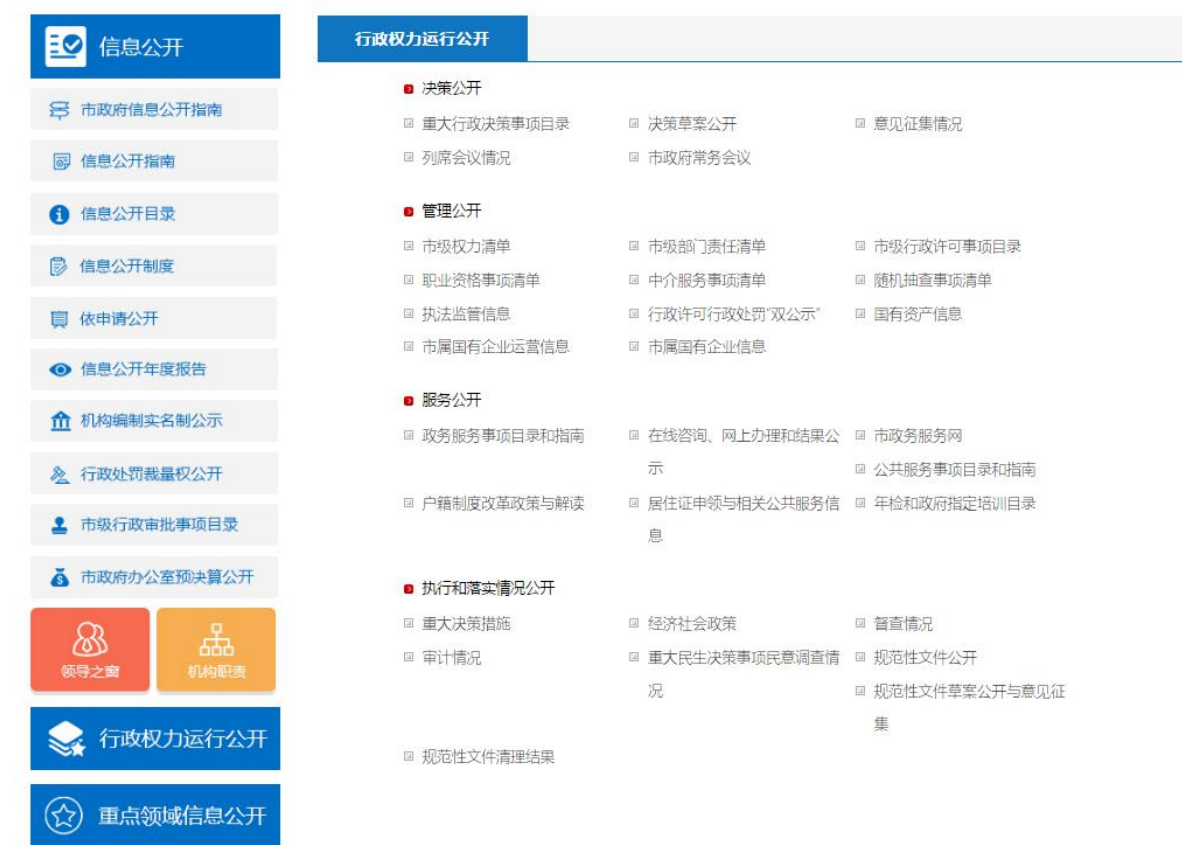 信息公开
市政府信息公开指南
信息公开指南
信息公开目录
信息公开制度
依申请公开
信息公开年度报告
机构编制实名制公示
行政处罚裁量权公开
市级行政审批事项目录
市政府办公室预决算公开
领导之窗 机构职责
行政权力运行公开
重点领域信息公开
行政权力运行公开
决策公开
重大行政决策事项目录 决策草案公开 意见征集情况
列席会议情况 市政府常务会议
管理公开
市级权力清单 市级部门责任清单 市级行政许可事项目录
职业资格事项清单 中介服务事项清单 随机抽查事项清单
执法监管信息 行政许可行政处罚“双公示” 国有资产信息
市属国有企业运营信息 市属国有企业信息
服务公开
政务服务事项目录和指南 在线咨询、网上办理和结果公 市政务服务网
示 公共服务事项目录和指南
户籍制度改革政策与解读 居住证申领与相关公共服务信 年检和政府指定培训目录
息
执行和落实情况公开
重大决策措施 经济社会政策 督查情况
审计情况 重大民生决策事项民意调查情 规范性文件公开
况 规范性文件草案公开与意见征
集
规范性文件清理结果